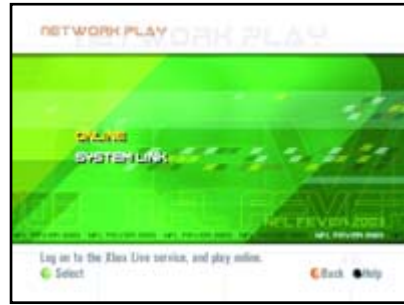 NETWORK PLAY
ONLINE
SYSTEM LINK
NFL FEVER 2003
Log on to the Xbox Live service, and play online.
Select
Back
Help